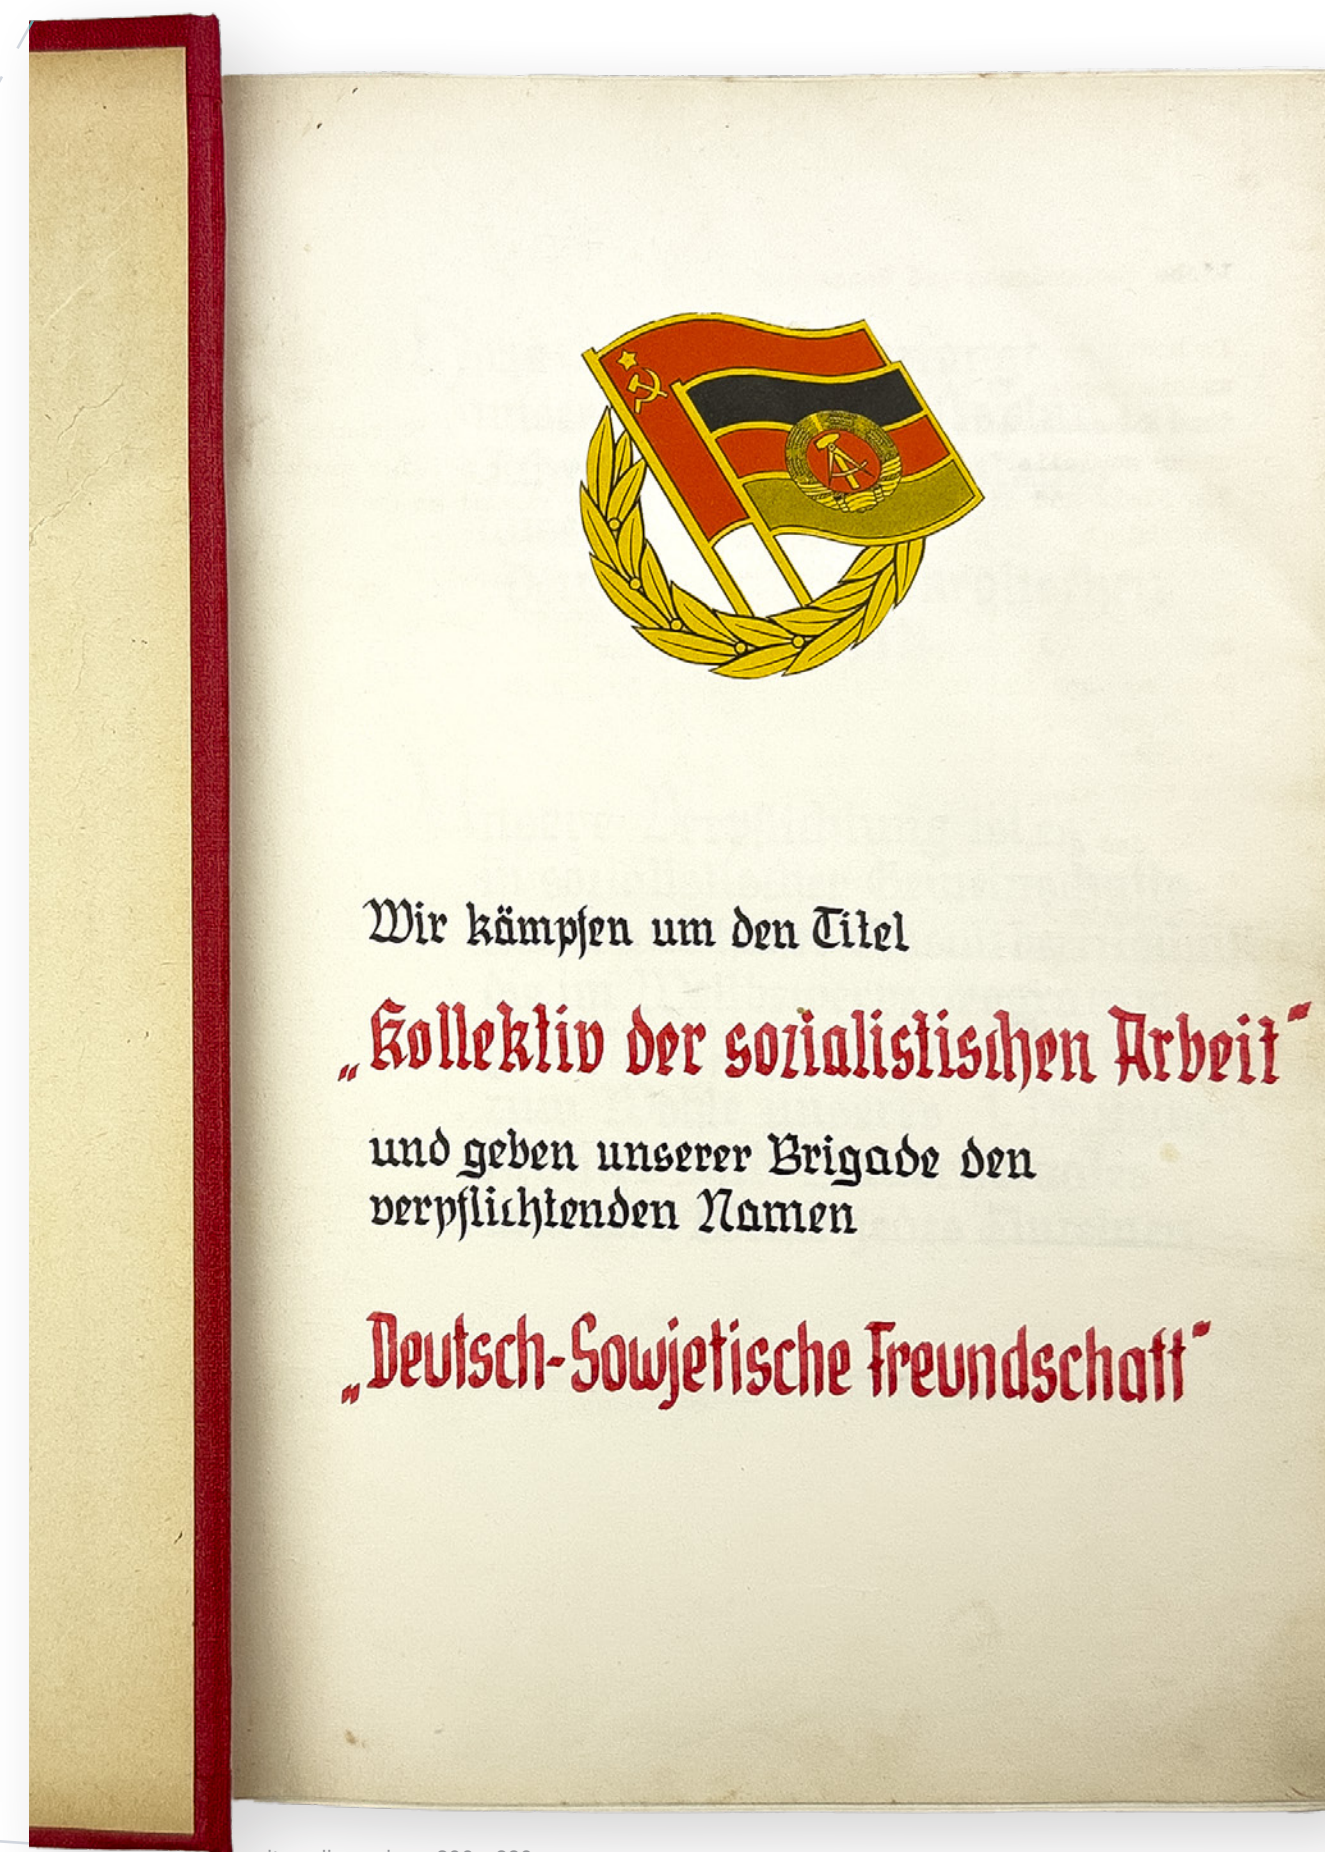 Wir kämpfen um den Titel
„Kollektiv der sozialistischen Arbeit“
und geben unserer Brigade den
verpflichtenden Namen
„Deutsch-Sowjetische Freundschaft“